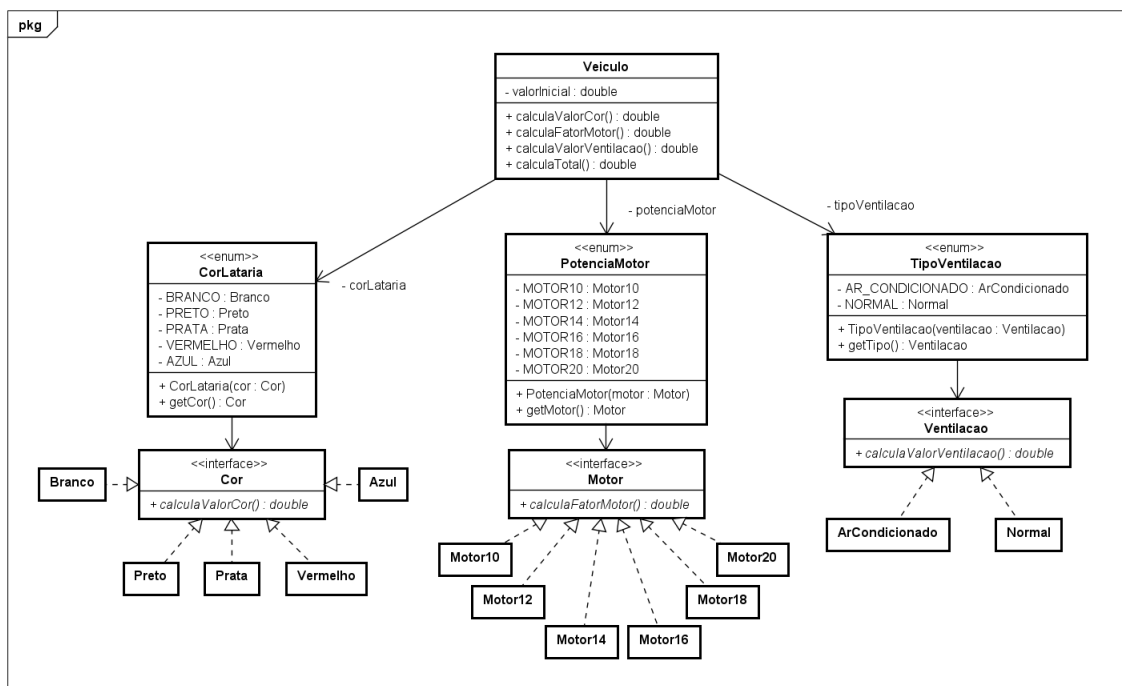 pkg
Veiculo
- valorInicial : double
+ calculaValorCor() : double
+ calculaFatorMotor() : double
+ calculaValorVentilacao() : double
+ calculaTotal() : double
- corLataria
- potenciaMotor
- tipoVentilacao
<<enum>>
CorLataria
- BRANCO : Branco
- PRETO : Preto
- PRATA : Prata
- VERMELHO : Vermelho
- AZUL : Azul
+ CorLataria(cor : Cor)
+ getCor() : Cor
<<enum>>
PotenciaMotor
- MOTOR10 : Motor10
- MOTOR12 : Motor12
- MOTOR14 : Motor14
- MOTOR16 : Motor16
- MOTOR18 : Motor18
- MOTOR20 : Motor20
+ PotenciaMotor(motor : Motor)
+ getMotor() : Motor
<<enum>>
TipoVentilacao
- AR_CONDICIONADO : ArCondicionado
- NORMAL : Normal
+ TipoVentilacao(ventilacao : Ventilacao)
+ getTipo() : Ventilacao
<<interface>>
Cor
+ calculaValorCor() : double
Branco
Azul
Preto
Prata
Vermelho
<<interface>>
Motor
+ calculaFatorMotor() : double
Motor10
Motor20
Motor12
Motor18
Motor14
Motor16
<<interface>>
Ventilacao
+ calculaValorVentilacao() : double
ArCondicionado
Normal